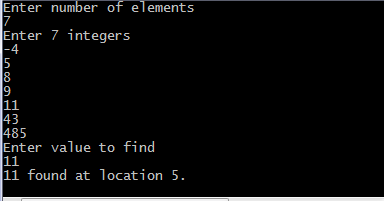 Enter number of elements
7
Enter 7 integers
-4
5
8
9
11
43
485
Enter value to find
11
11 found at location 5.